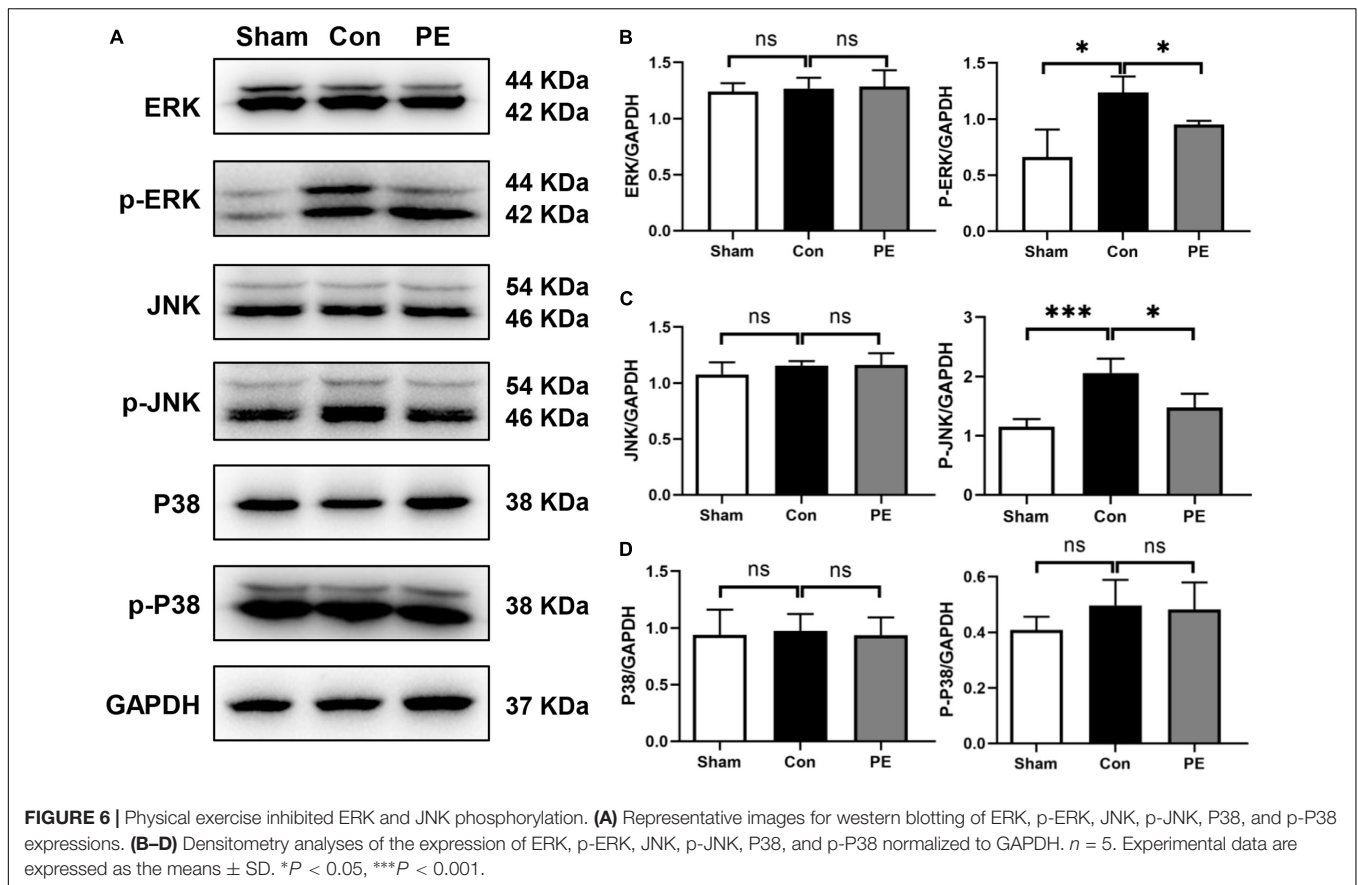 A
Sham Con PE
ERK
44 KDa
42 KDa
p-ERK
44 KDa
42 KDa
JNK
54 KDa
46 KDa
p-JNK
54 KDa
46 KDa
P38
38 KDa
p-P38
38 KDa
GAPDH
37 KDa
B
ns ns
ERK/GAPDH
1.5
1.0
0.5
0.0
Sham Con PE
* *
P-ERK/GAPDH
1.5
1.0
0.5
0.0
Sham Con PE
C
ns ns
JNK/GAPDH
1.5
1.0
0.5
0.0
Sham Con PE
*** *
P-JNK/GAPDH
3
2
1
0
Sham Con PE
D
ns ns
P38/GAPDH
1.5
1.0
0.5
0.0
Sham Con PE
ns ns
P-P38/GAPDH
0.6
0.4
0.2
0.0
Sham Con PE
FIGURE 6 | Physical exercise inhibited ERK and JNK phosphorylation. (A) Representative images for western blotting of ERK, p-ERK, JNK, p-JNK, P38, and p-P38
expressions. (B–D) Densitometry analyses of the expression of ERK, p-ERK, JNK, p-JNK, P38, and p-P38 normalized to GAPDH. n = 5. Experimental data are
expressed as the means ± SD. *P < 0.05, ***P < 0.001.